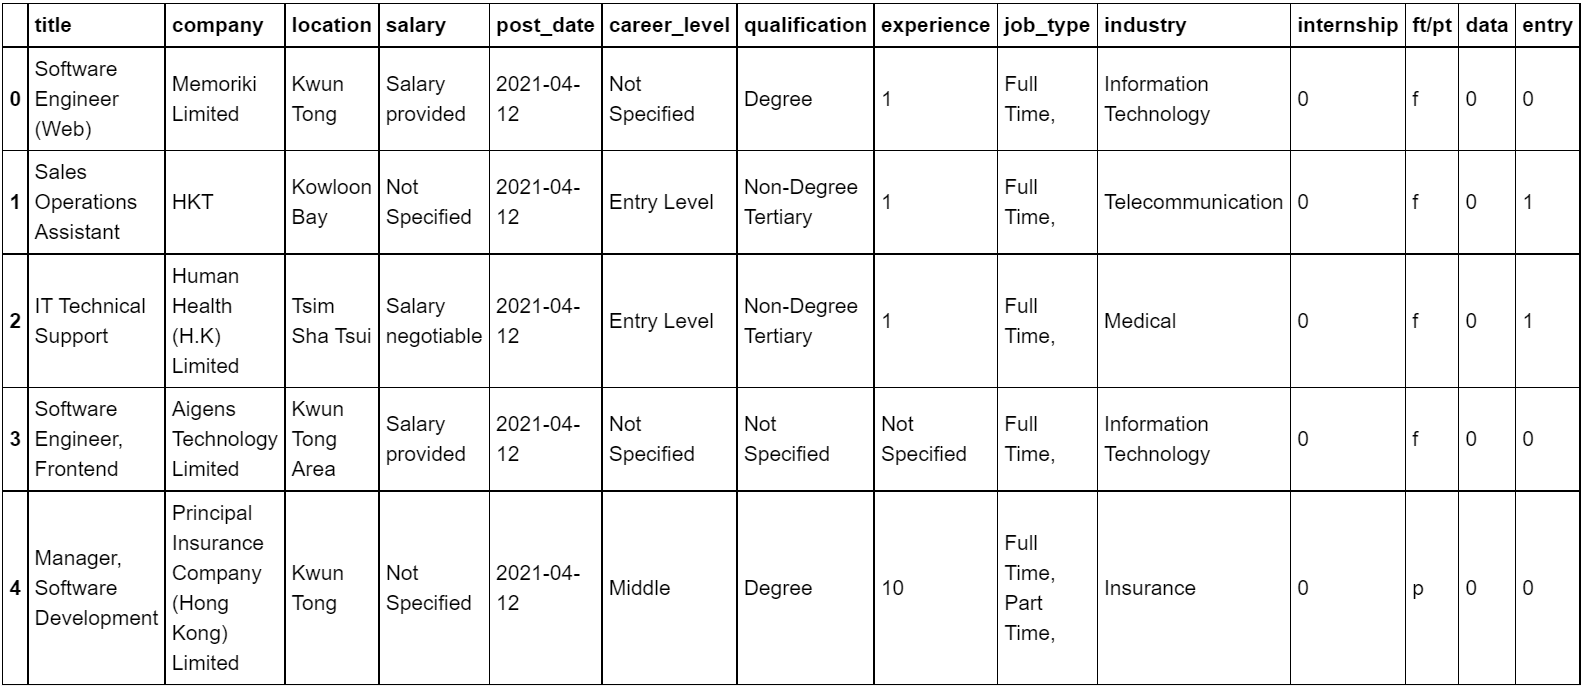 title company location salary post_date career_level qualification experience job_type industry internship ft/pt data entry
0 Software Engineer (Web) Memoriki Limited Kwun Tong Salary provided 2021-04-12 Not Specified Degree 1 Full Time, Information Technology 0 f 0 0
1 Sales Operations Assistant HKT Kowloon Bay Not Specified 2021-04-12 Entry Level Non-Degree Tertiary 1 Full Time, Telecommunication 0 f 0 1
2 IT Technical Support Human Health (H.K) Limited Tsim Sha Tsui Salary negotiable 2021-04-12 Entry Level Non-Degree Tertiary 1 Full Time, Medical 0 f 0 1
3 Software Engineer, Frontend Aigens Technology Limited Kwun Tong Area Salary provided 2021-04-12 Not Specified Not Specified Not Specified Full Time, Information Technology 0 f 0 0
4 Manager, Software Development Principal Insurance Company (Hong Kong) Limited Kwun Tong Not Specified 2021-04-12 Middle Degree 10 Full Time, Part Time, Insurance 0 p 0 0